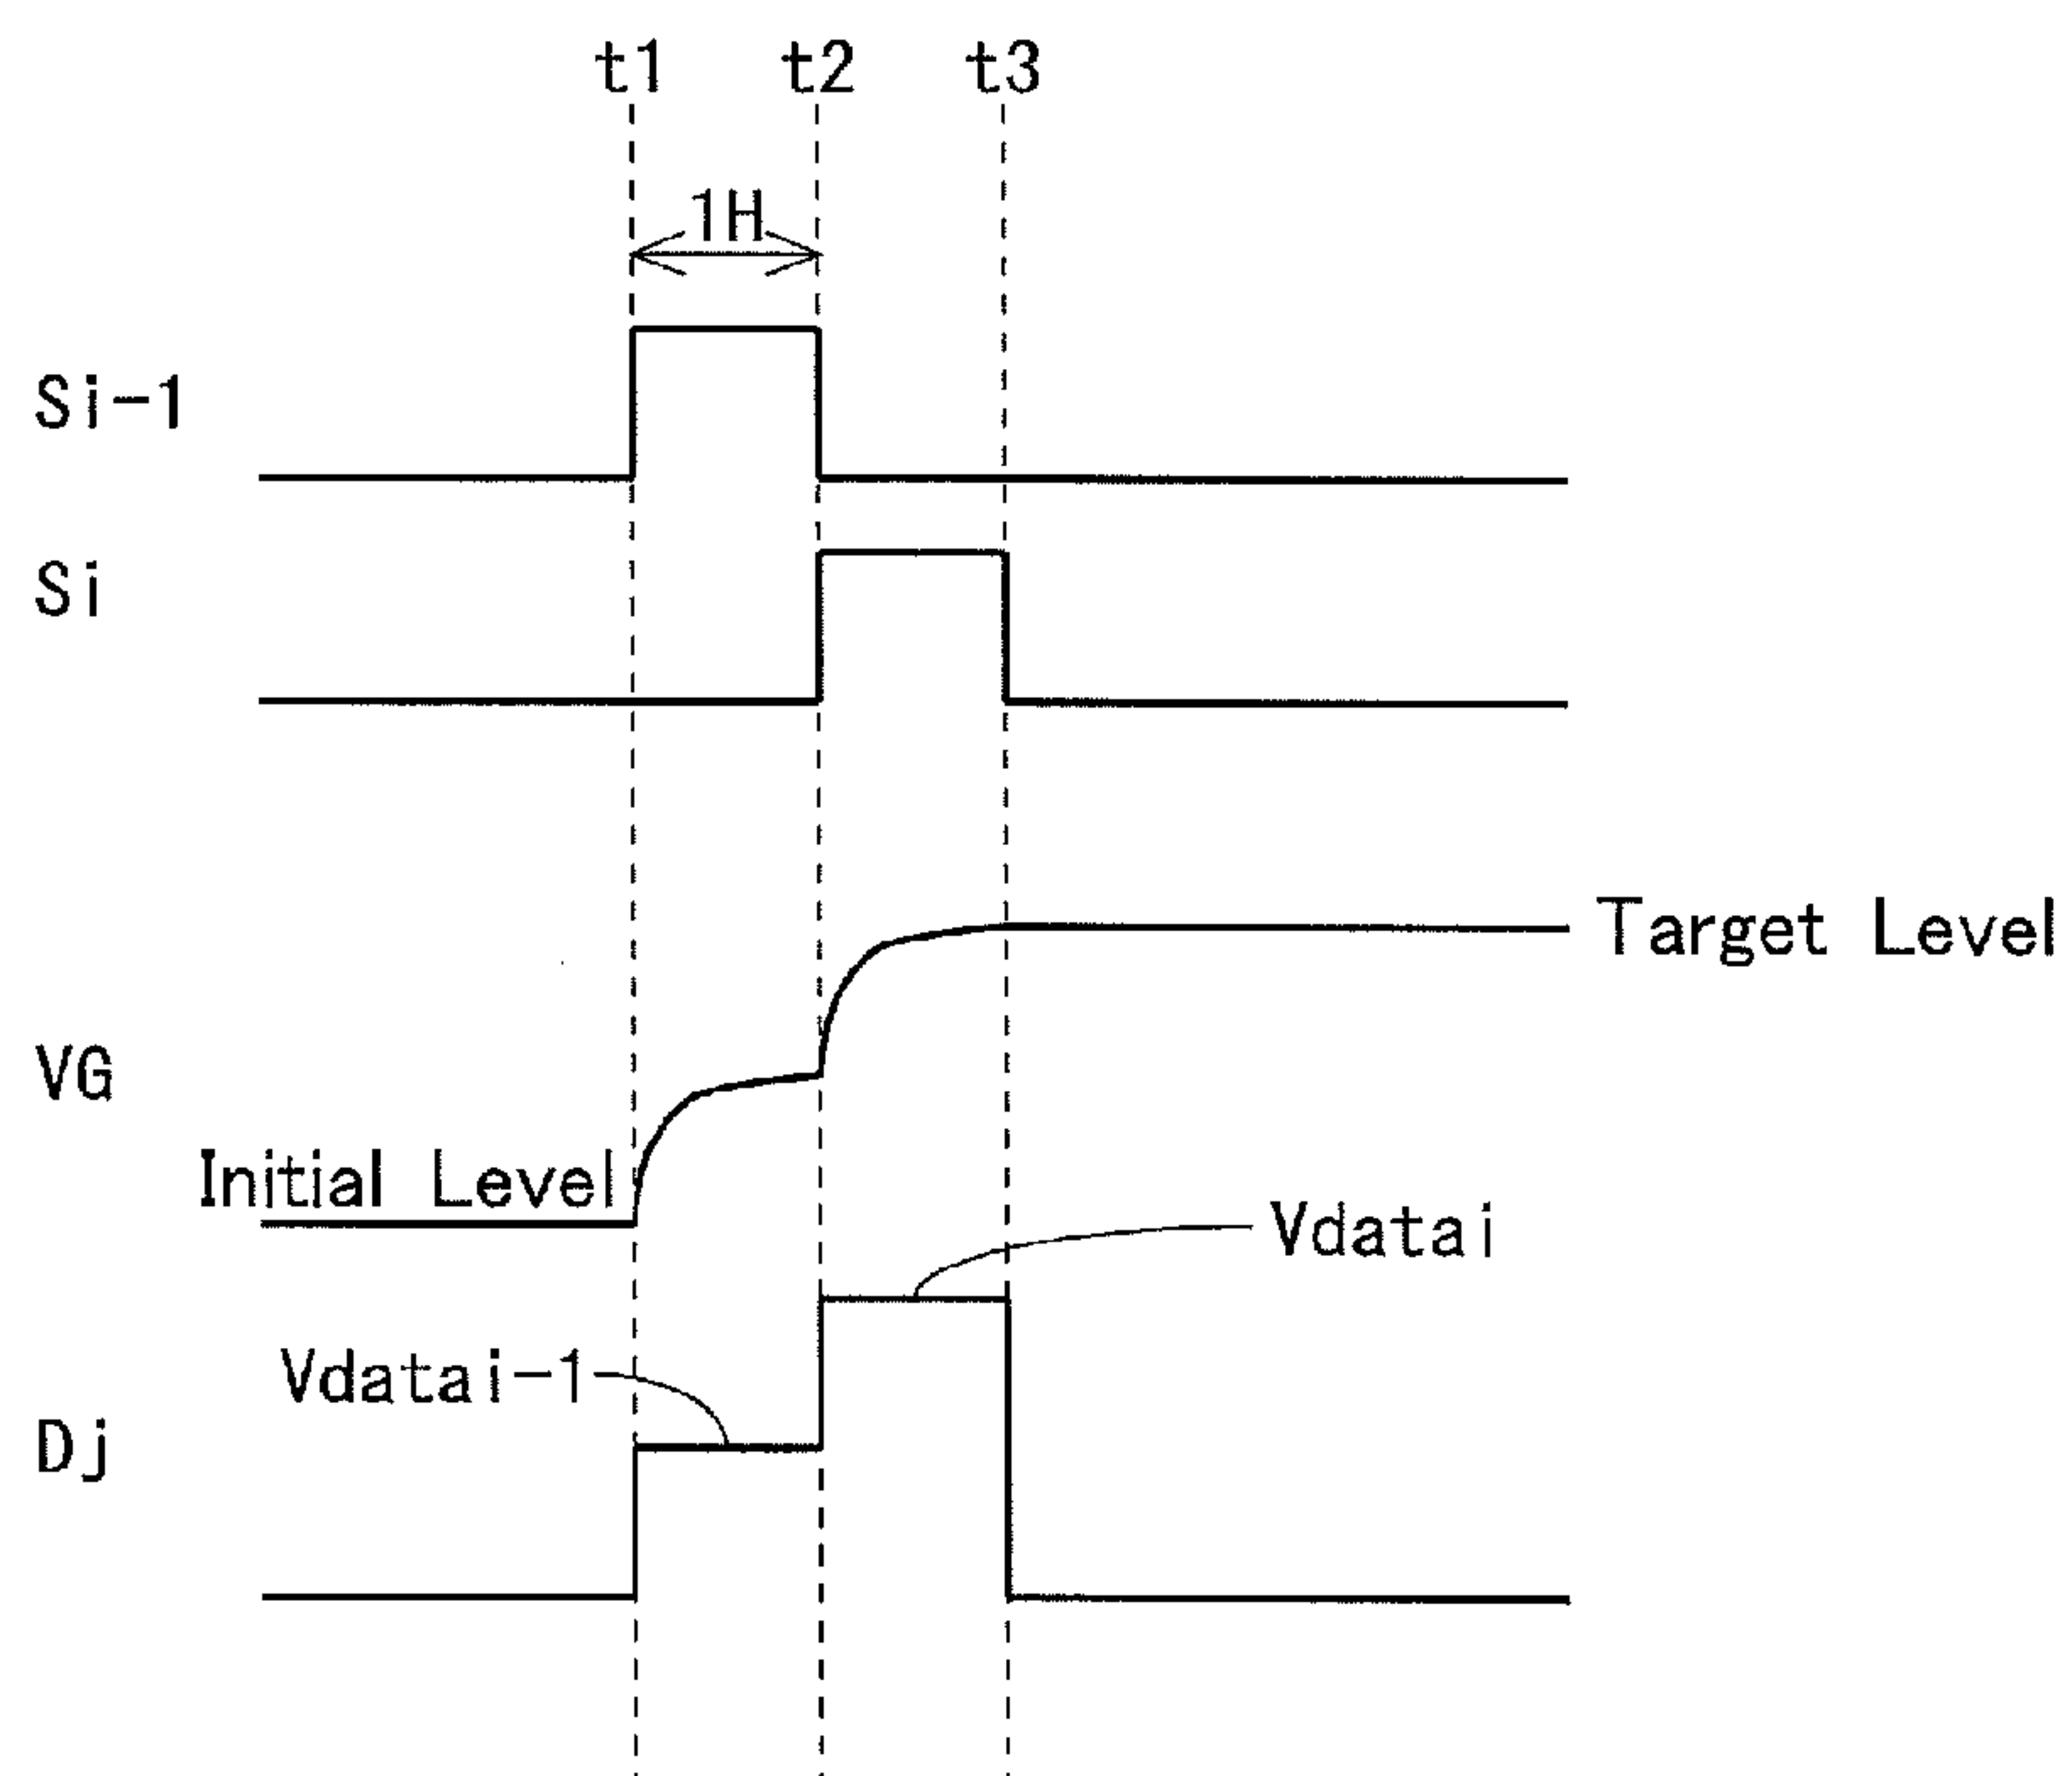 t1 t2 t3
1H
Si-1
Si
Target Level
VG
Initial Level
Vdatai
Vdatai-1
Dj